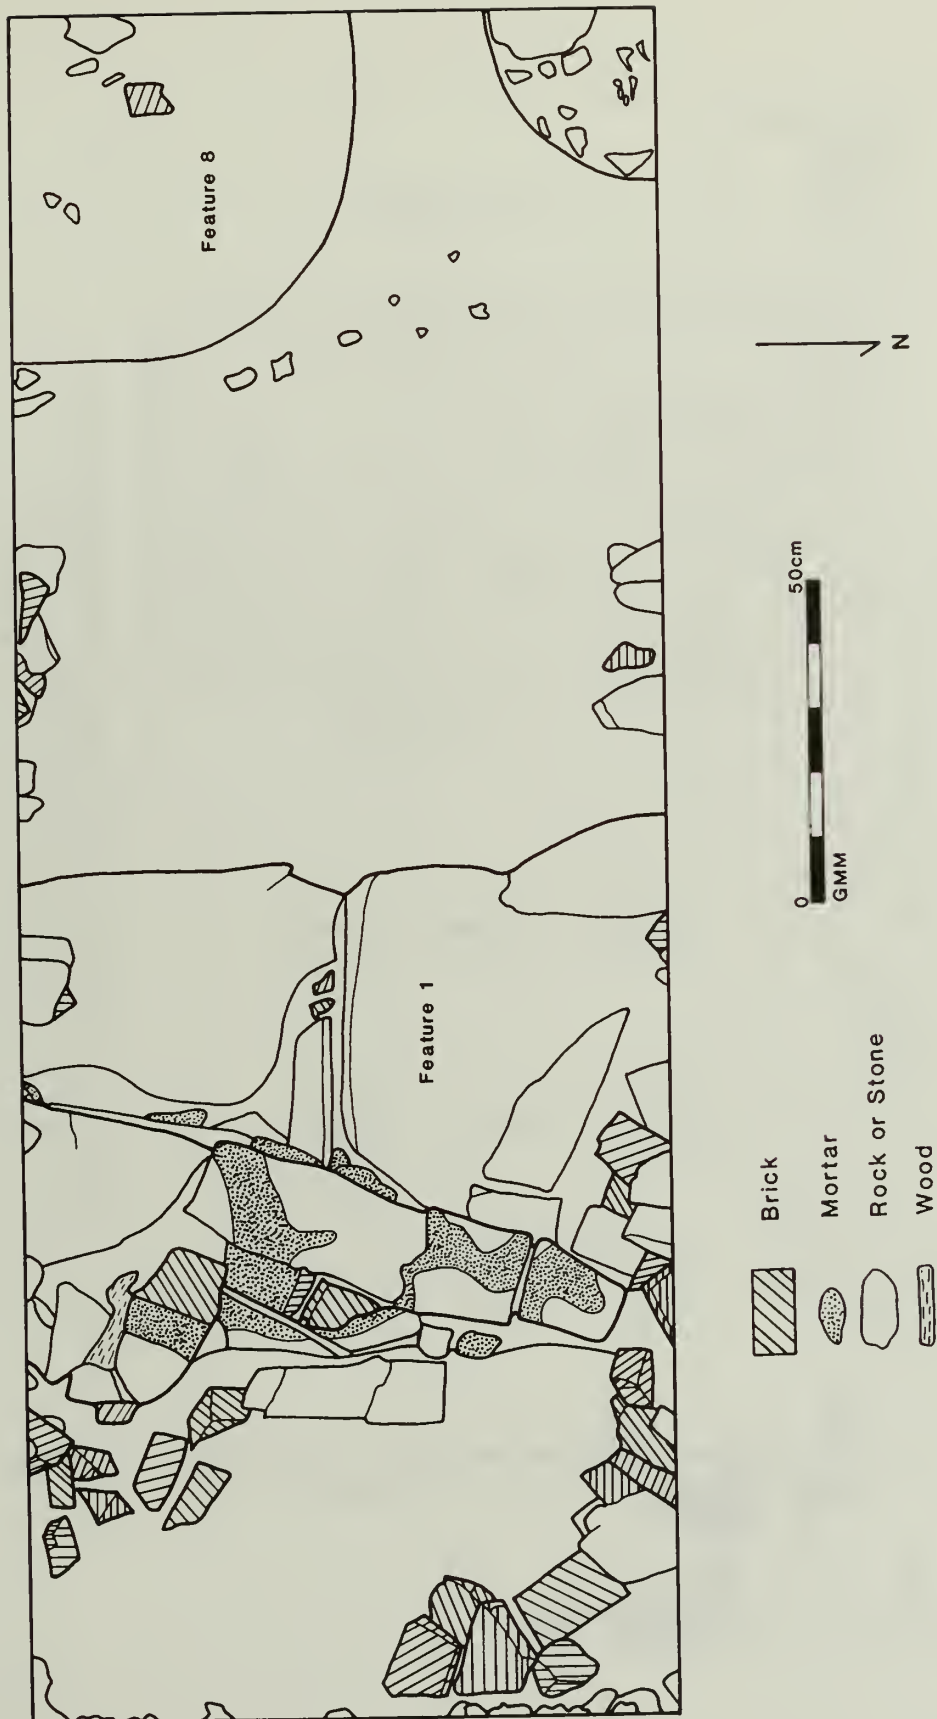 Feature 8
Feature 1
N
0
50cm
GMM
Brick
Mortar
Rock or Stone
Wood